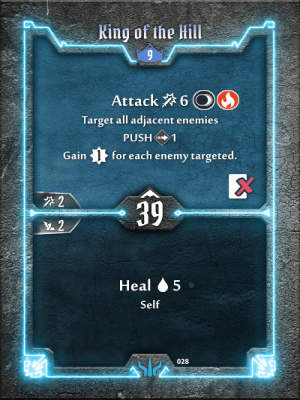 King of the Hill
9
Attack 6
Target all adjacent enemies
PUSH 1
Gain 1 for each enemy targeted.
2
39
2
Heal 5
Self
028